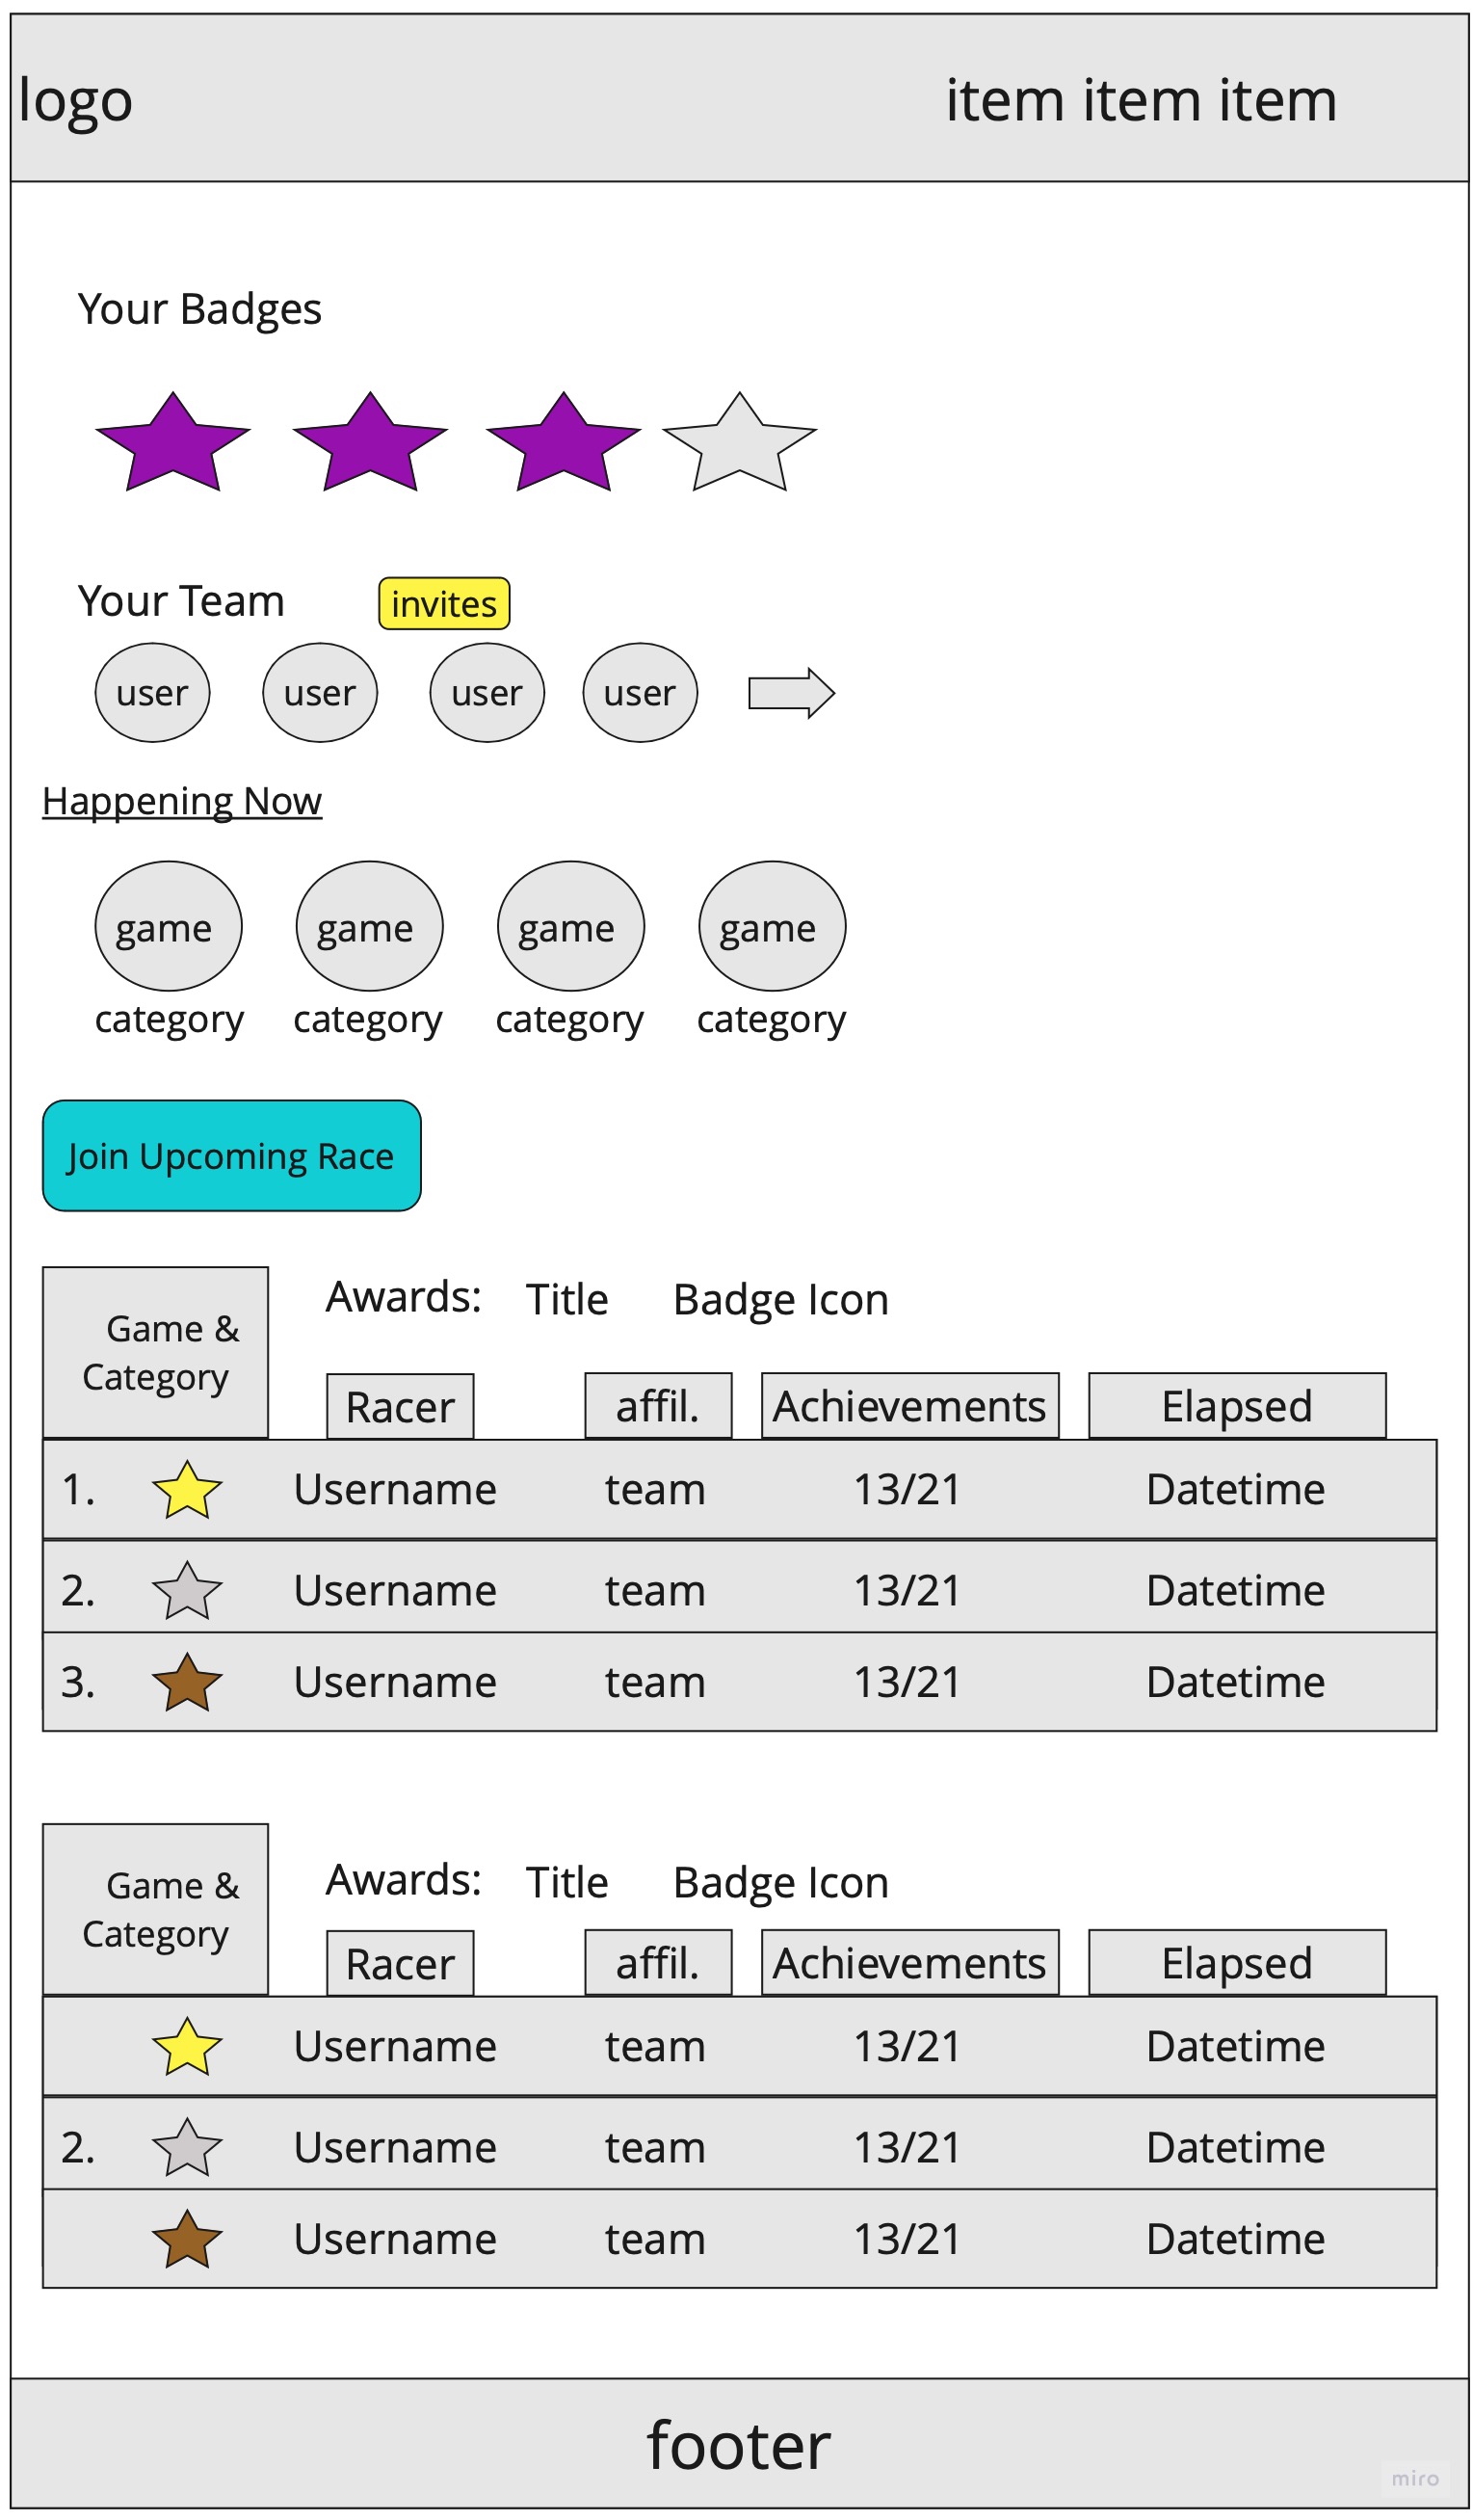 logo item item item
Your Badges
Your Team invites
user user user user
Happening Now
game game game game
category category category category
Join Upcoming Race
Game &
Category
Awards: Title Badge Icon
Racer affil. Achievements Elapsed
1. Username team 13/21 Datetime
2. Username team 13/21 Datetime
3. Username team 13/21 Datetime
Game &
Category
Awards: Title Badge Icon
Racer affil. Achievements Elapsed
Username team 13/21 Datetime
2. Username team 13/21 Datetime
Username team 13/21 Datetime
footer
miro